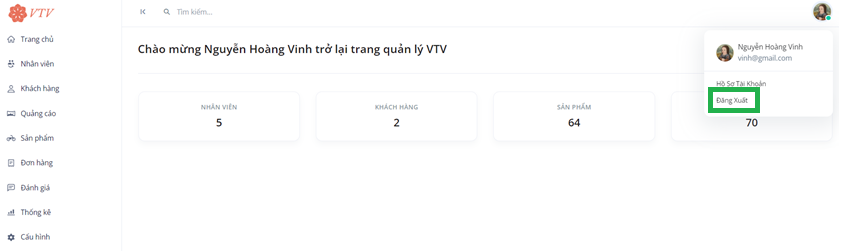 VTV
Tìm kiếm...
Trang chủ
Nhân viên
Khách hàng
Quảng cáo
Sản phẩm
Đơn hàng
Đánh giá
Thống kê
Cấu hình
Chào mừng Nguyễn Hoàng Vinh trở lại trang quản lý VTV
NHÂN VIÊN
5
KHÁCH HÀNG
2
SẢN PHẨM
64
70
Nguyễn Hoàng Vinh
vinh@gmail.com
Hồ Sơ Tài Khoản
Đăng Xuất